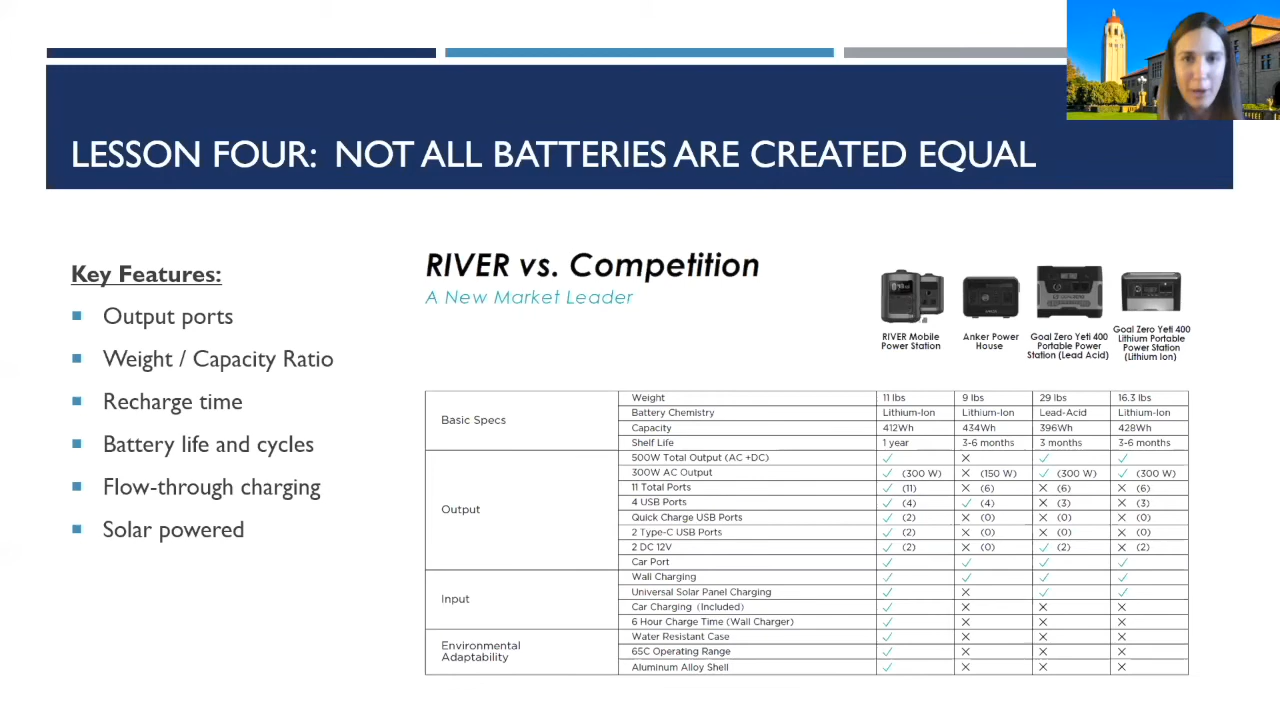 LESSON FOUR: NOT ALL BATTERIES ARE CREATED EQUAL
Key Features:
Output ports
Weight / Capacity Ratio
Recharge time
Battery life and cycles
Flow-through charging
Solar powered
RIVER vs. Competition
A New Market Leader
RIVER Mobile
Power Station
Anker Power
House
Goal Zero Yeti 400
Portable Power
Station (Lead Acid)
Goal Zero Yeti 400
Lithium Portable
Power Station
(Lithium Ion)
Basic Specs
Weight 11 lbs 9 lbs 29 lbs 16.3 lbs
Battery Chemistry Lithium-Ion Lithium-Ion Lead-Acid Lithium-Ion
Capacity 412Wh 434Wh 396Wh 428Wh
Shelf Life 1 year 3-6 months 3 months 3-6 months
Output
500W Total Output (AC +DC) ✓ × ✓ ✓
300W AC Output ✓ (300 W) × (150 W) ✓ (300 W) ✓ (300 W)
11 Total Ports ✓ (11) × (6) × (6) × (6)
4 USB Ports ✓ (4) ✓ (4) × (3) × (3)
Quick Charge USB Ports ✓ (2) × (0) × (0) × (0)
2 Type-C USB Ports ✓ (2) × (0) × (0) × (0)
2 DC 12V ✓ (2) × (0) ✓ (2) × (2)
Car Port ✓ ✓ ✓ ✓
Input
Wall Charging ✓ ✓ ✓ ✓
Universal Solar Panel Charging ✓ × ✓ ✓
Car Charging (Included) ✓ × × ×
6 Hour Charge Time (Wall Charger) ✓ × × ×
Environmental
Adaptability
Water Resistant Case ✓ × × ×
65C Operating Range ✓ × × ×
Aluminum Alloy Shell ✓ × × ×